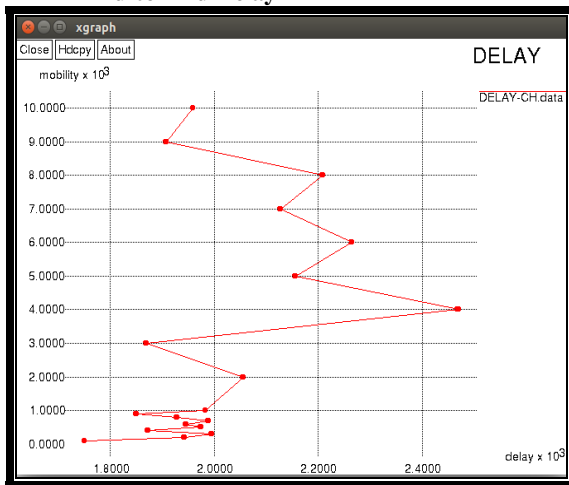 xgraph
Close Hdcpy About
DELAY
mobility x 10³
DELAY-CH.data
10.0000
9.0000
8.0000
7.0000
6.0000
5.0000
4.0000
3.0000
2.0000
1.0000
0.0000
delay x 10³
1.8000 2.0000 2.2000 2.4000